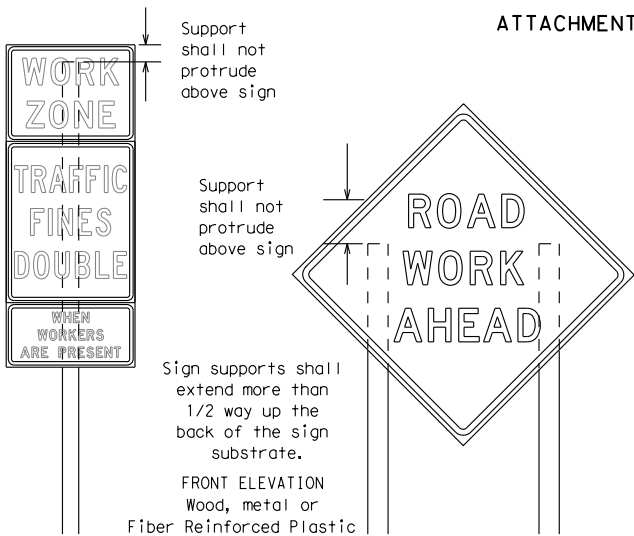 ATTACHMENT
Support
shall not
protrude
above sign
WORK
ZONE
TRAFFIC
FINES
DOUBLE
WHEN
WORKERS
ARE PRESENT
Support
shall not
protrude
above sign
ROAD
WORK
AHEAD
Sign supports shall
extend more than
1/2 way up the
back of the sign
substrate.
FRONT ELEVATION
Wood, metal or
Fiber Reinforced Plastic